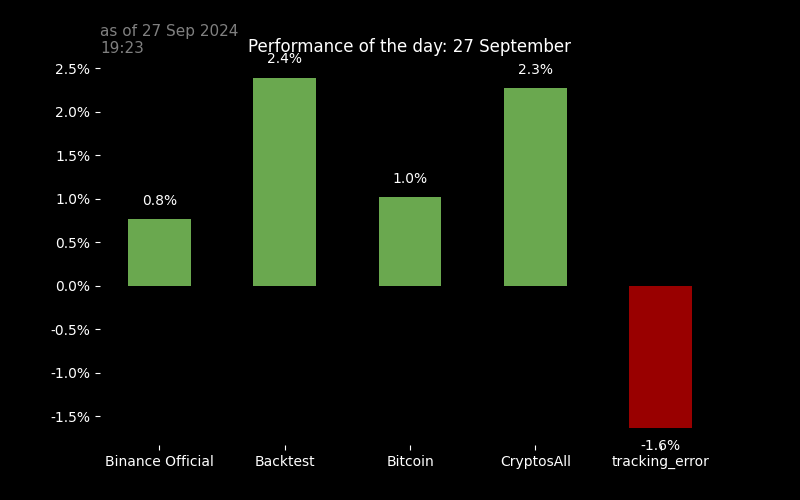 as of 27 Sep 2024
19:23
Performance of the day: 27 September
2.5%
2.0%
1.5%
1.0%
0.5%
0.0%
-0.5%
-1.0%
-1.5%
0.8%
2.4%
1.0%
2.3%
-1.6%
Binance Official
Backtest
Bitcoin
CryptosAll
tracking_error